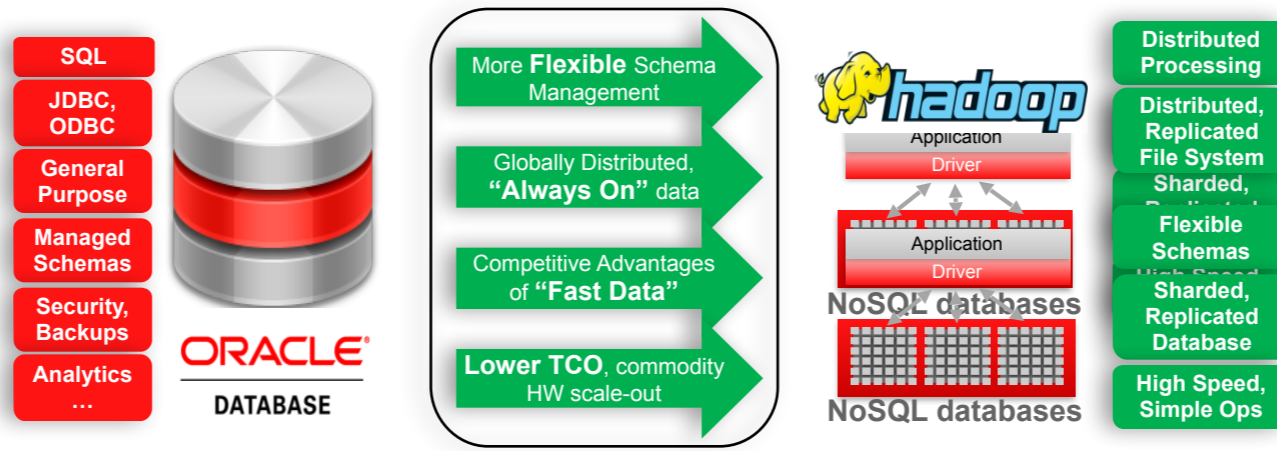 SQL
JDBC,
ODBC
General
Purpose
Managed
Schemas
Security,
Backups
Analytics
…
ORACLE®
DATABASE
More Flexible Schema
Management
Globally Distributed,
“Always On” data
Competitive Advantages
of “Fast Data”
Lower TCO, commodity
HW scale-out
hadoop
Application
Driver
Application
Driver
NoSQL databases
NoSQL databases
Distributed
Processing
Distributed,
Replicated
File System
Sharded,
Replicated
Flexible
Schemas
High Speed
Sharded,
Replicated
Database
High Speed,
Simple Ops